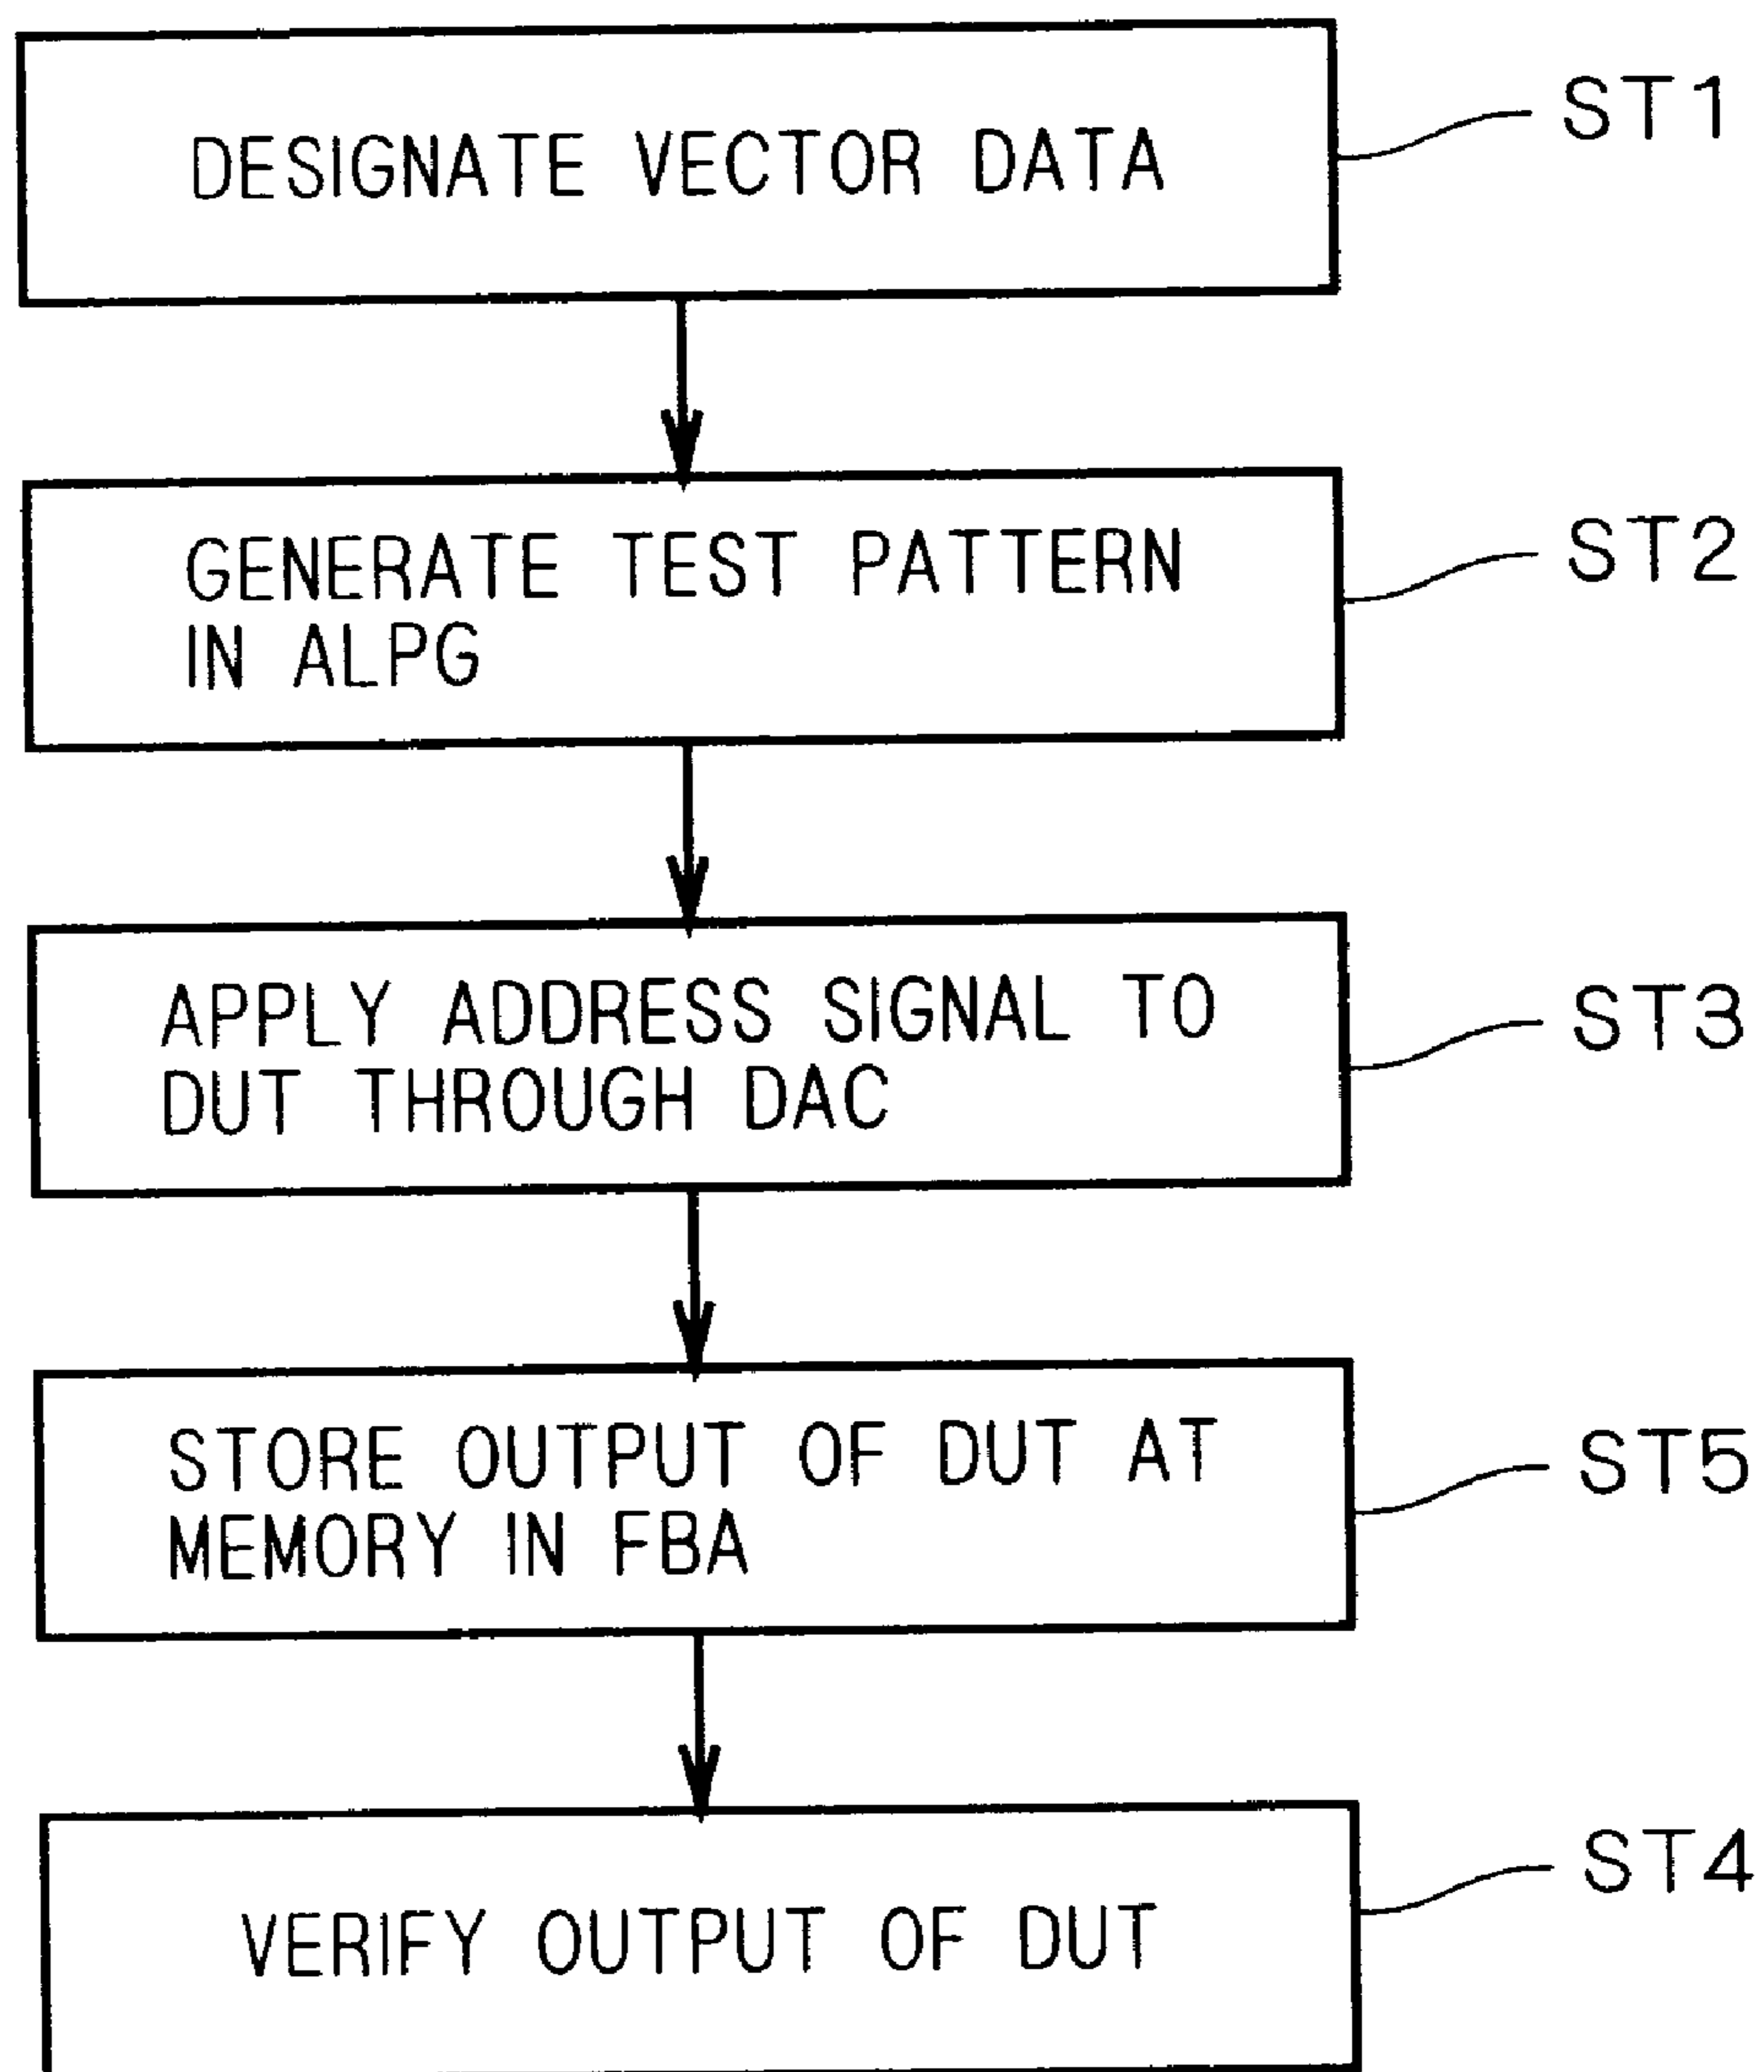 DESIGNATE VECTOR DATA
ST1
GENERATE TEST PATTERN
IN ALPG
ST2
APPLY ADDRESS SIGNAL TO
DUT THROUGH DAC
ST3
STORE OUTPUT OF DUT AT
MEMORY IN FBA
ST5
VERIFY OUTPUT OF DUT
ST4